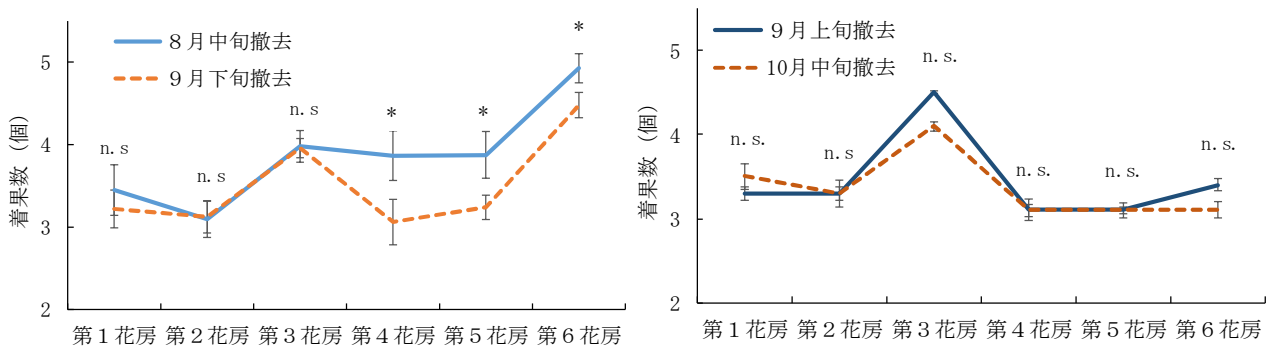 ８月中旬撤去
９月下旬撤去
着果数（個）
5
4
3
2
n.s
n.s
n.s
*
*
*
第１花房 第２花房 第３花房 第４花房 第５花房 第６花房
９月上旬撤去
10月中旬撤去
着果数（個）
5
4
3
2
n.s.
n.s
n.s.
n.s.
n.s.
n.s.
第１花房 第２花房 第３花房 第４花房 第５花房 第６花房